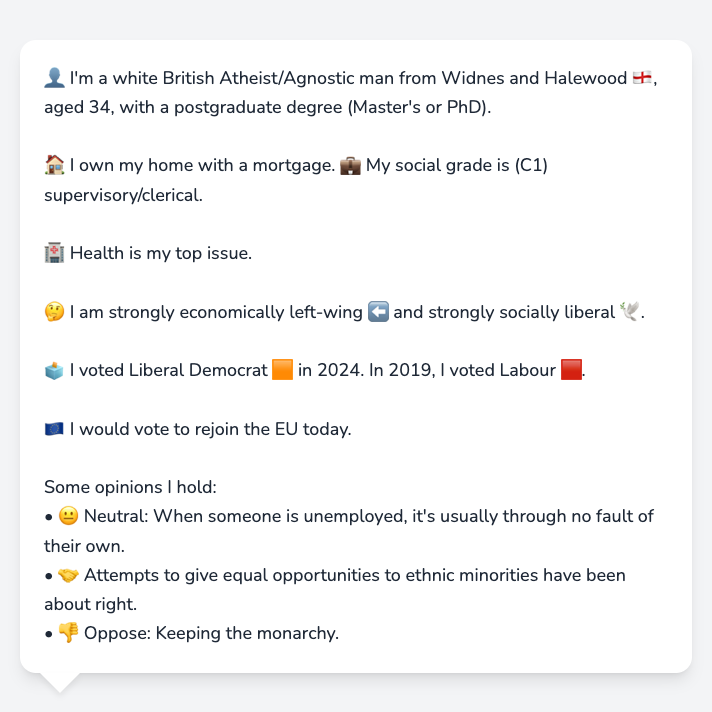 👤 I'm a white British Atheist/Agnostic man from Widnes and Halewood 🏴󠁧󠁢󠁥󠁮󠁧󠁿,
aged 34, with a postgraduate degree (Master's or PhD).
🏠 I own my home with a mortgage. 💼 My social grade is (C1)
supervisory/clerical.
🏥 Health is my top issue.
🤔 I am strongly economically left-wing ⬅️ and strongly socially liberal 🕊️.
🗳️ I voted Liberal Democrat 🟧 in 2024. In 2019, I voted Labour 🟥.
🇪🇺 I would vote to rejoin the EU today.
Some opinions I hold:
• 😐 Neutral: When someone is unemployed, it's usually through no fault of
their own.
• 🤝 Attempts to give equal opportunities to ethnic minorities have been
about right.
• 👎 Oppose: Keeping the monarchy.